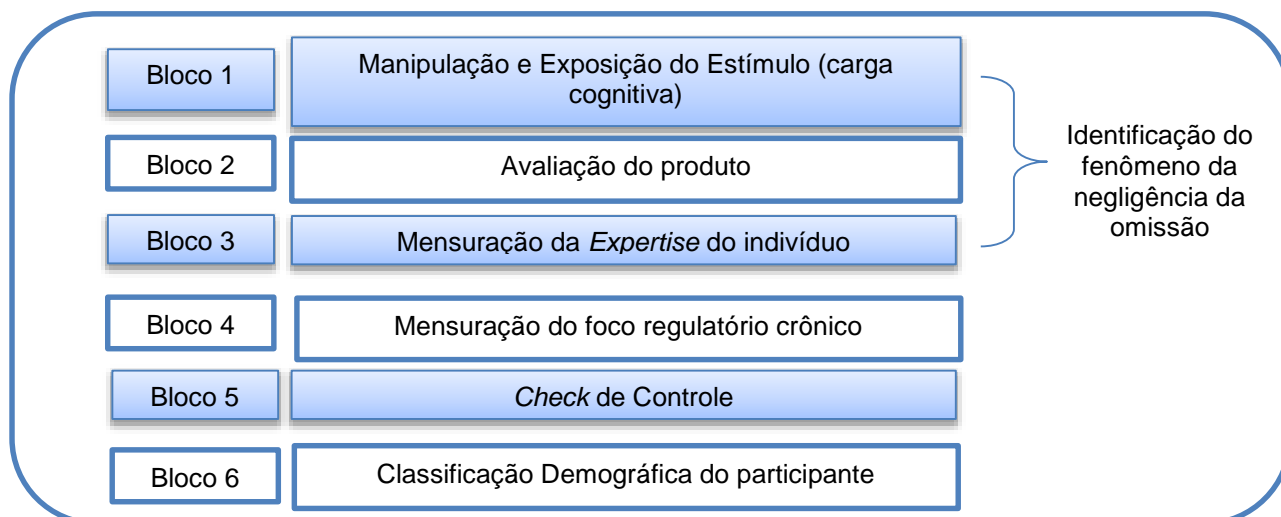 Bloco 1
Manipulação e Exposição do Estímulo (carga
cognitiva)
Bloco 2
Avaliação do produto
Bloco 3
Mensuração da Expertise do indivíduo
Identificação do
fenômeno da
negligência da
omissão
Bloco 4
Mensuração do foco regulatório crônico
Bloco 5
Check de Controle
Bloco 6
Classificação Demográfica do participante